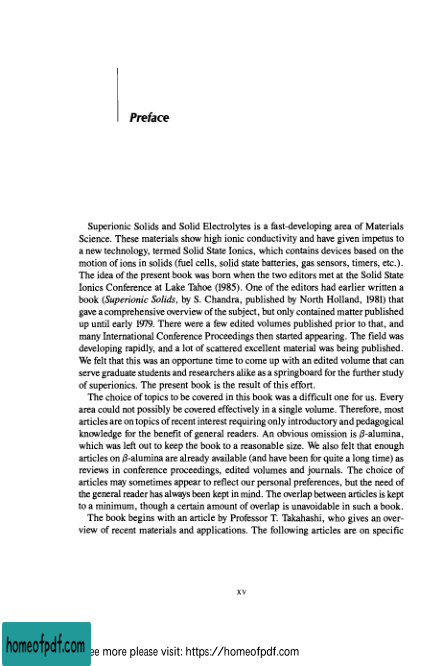 Preface
Superionic Solids and Solid Electrolytes is a fast-developing area of Materials
Science. These materials show high ionic conductivity and have given impetus to
a new technology, termed Solid State Ionics, which contains devices based on the
motion of ions in solids (fuel cells, solid state batteries, gas sensors, timers, etc.).
The idea of the present book was born when the two editors met at the Solid State
Ionics Conference at Lake Tahoe (1985). One of the editors had earlier written a
book (Superionic Solids, by S. Chandra, published by North Holland, 1981) that
gave a comprehensive overview of the subject, but only contained matter published
up until early 1979. There were a few edited volumes published prior to that, and
many International Conference Proceedings then started appearing. The field was
developing rapidly, and a lot of scattered excellent material was being published.
We felt that this was an opportune time to come up with an edited volume that can
serve graduate students and researchers alike as a springboard for the further study
of superionics. The present book is the result of this effort.
The choice of topics to be covered in this book was a difficult one for us. Every
area could not possibly be covered effectively in a single volume. Therefore, most
articles are on topics of recent interest requiring only introductory and pedagogical
knowledge for the benefit of general readers. An obvious omission is β-alumina,
which was left out to keep the book to a reasonable size. We also felt that enough
articles on β-alumina are already available (and have been for quite a long time) as
reviews in conference proceedings, edited volumes and journals. The choice of
articles may sometimes appear to reflect our personal preferences, but the need of
the general reader has always been kept in mind. The overlap between articles is kept
to a minimum, though a certain amount of overlap is unavoidable in such a book.
The book begins with an article by Professor T. Takahashi, who gives an over-
view of recent materials and applications. The following articles are on specific
xv
homeofpdf.com
ee more please visit: https://homeofpdf.com